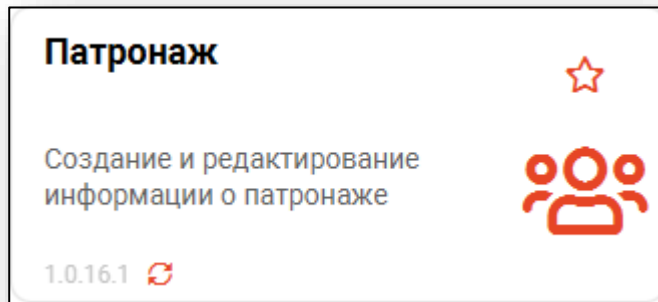 Патронаж
Создание и редактирование
информации о патронаже
1.0.16.1